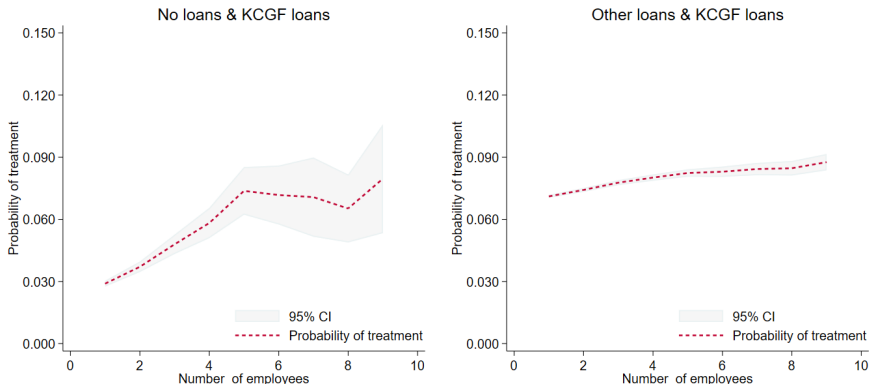 No loans & KCGF loans
0.150
0.120
0.090
0.060
0.030
0.000
Probability of treatment
0 2 4 6 8 10
Number of employees
95% CI
Probability of treatment
Other loans & KCGF loans
0.150
0.120
0.090
0.060
0.030
0.000
Probability of treatment
0 2 4 6 8 10
Number of employees
95% CI
Probability of treatment